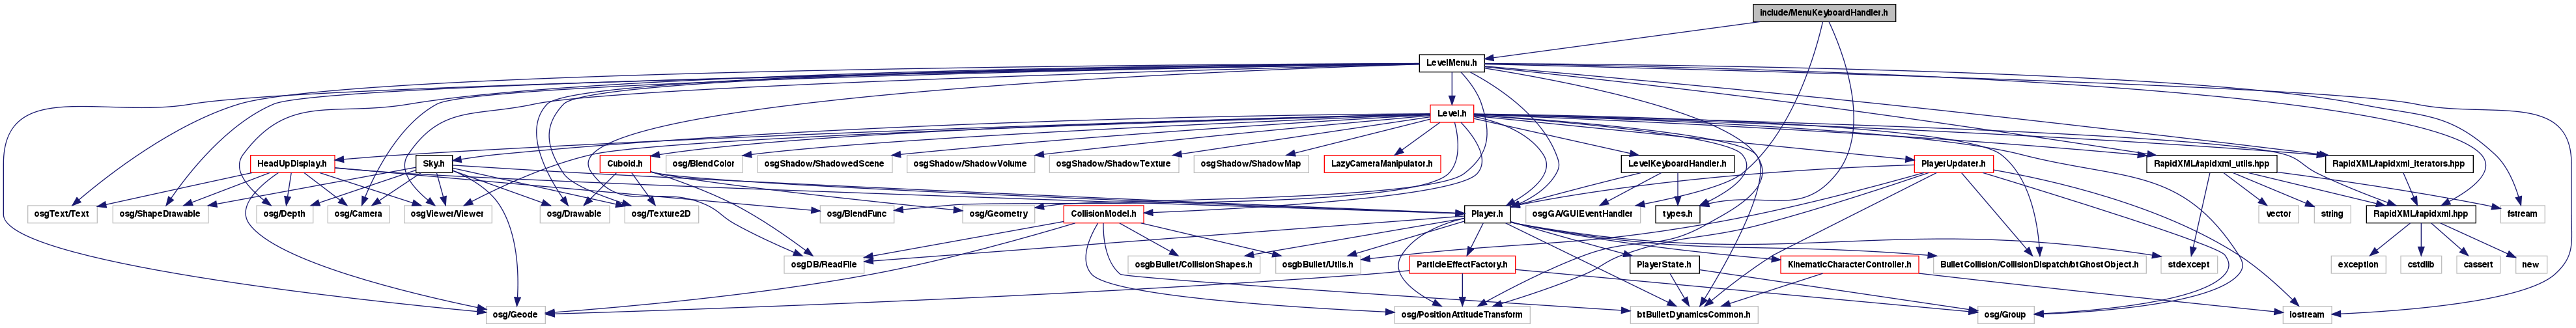 include/MenuKeyboardHandler.h
LevelMenu.h
Level.h
HeadUpDisplay.h
Sky.h
Cuboid.h
osg/BlendColor
osgShadow/ShadowedScene
osgShadow/ShadowVolume
osgShadow/ShadowTexture
osgShadow/ShadowMap
LazyCameraManipulator.h
LevelKeyboardHandler.h
PlayerUpdater.h
RapidXML/rapidxml_utils.hpp
RapidXML/rapidxml_iterators.hpp
osgText/Text
osg/ShapeDrawable
osg/Depth
osg/Camera
osgViewer/Viewer
osg/Drawable
osg/Texture2D
osg/BlendFunc
osg/Geometry
CollisionModel.h
Player.h
osgGA/GUIEventHandler
types.h
vector
string
RapidXML/rapidxml.hpp
fstream
osgDB/ReadFile
osgbBullet/CollisionShapes.h
osgbBullet/Utils.h
ParticleEffectFactory.h
PlayerState.h
KinematicCharacterController.h
BulletCollision/CollisionDispatch/btGhostObject.h
stdexcept
exception
cstdlib
cassert
new
osg/Geode
osg/PositionAttitudeTransform
btBulletDynamicsCommon.h
osg/Group
iostream